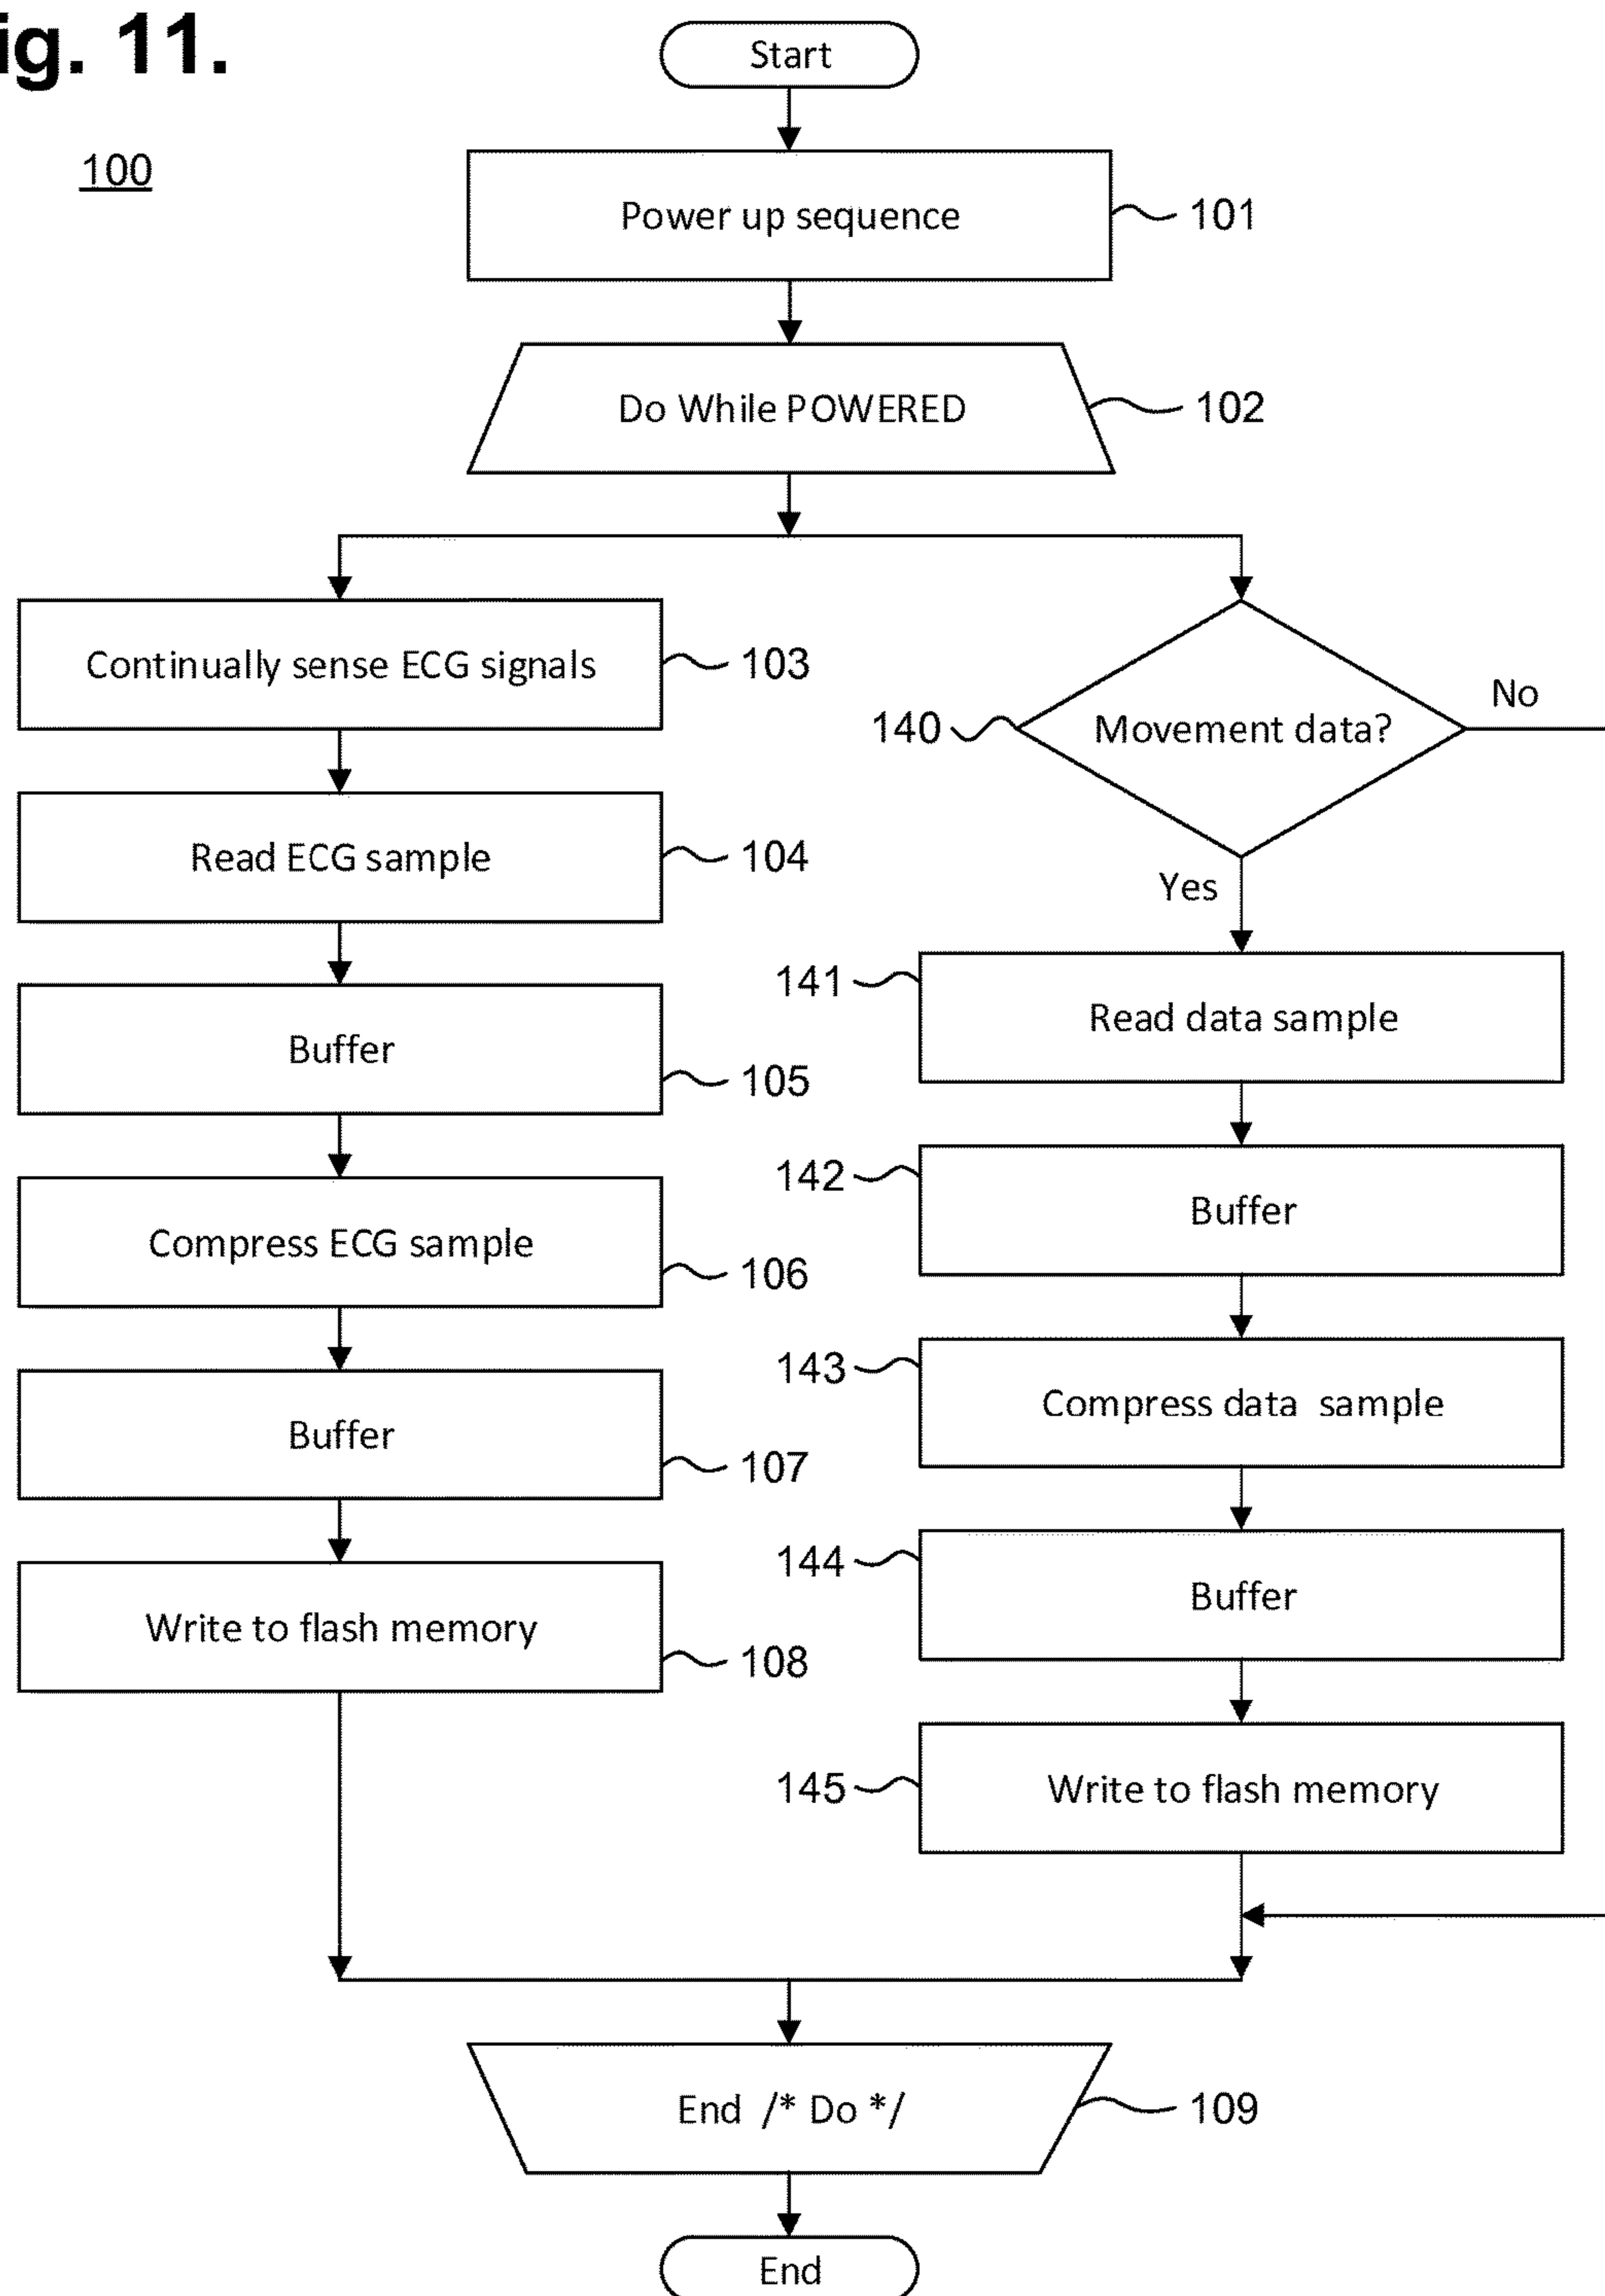 ig. 11.
Start
100
Power up sequence
101
Do While POWERED
102
Continually sense ECG signals
103
140
Movement data?
No
Read ECG sample
104
Yes
141
Read data sample
Buffer
105
142
Buffer
Compress ECG sample
106
143
Compress data  sample
Buffer
107
144
Buffer
Write to flash memory
108
145
Write to flash memory
End  /* Do */
109
End